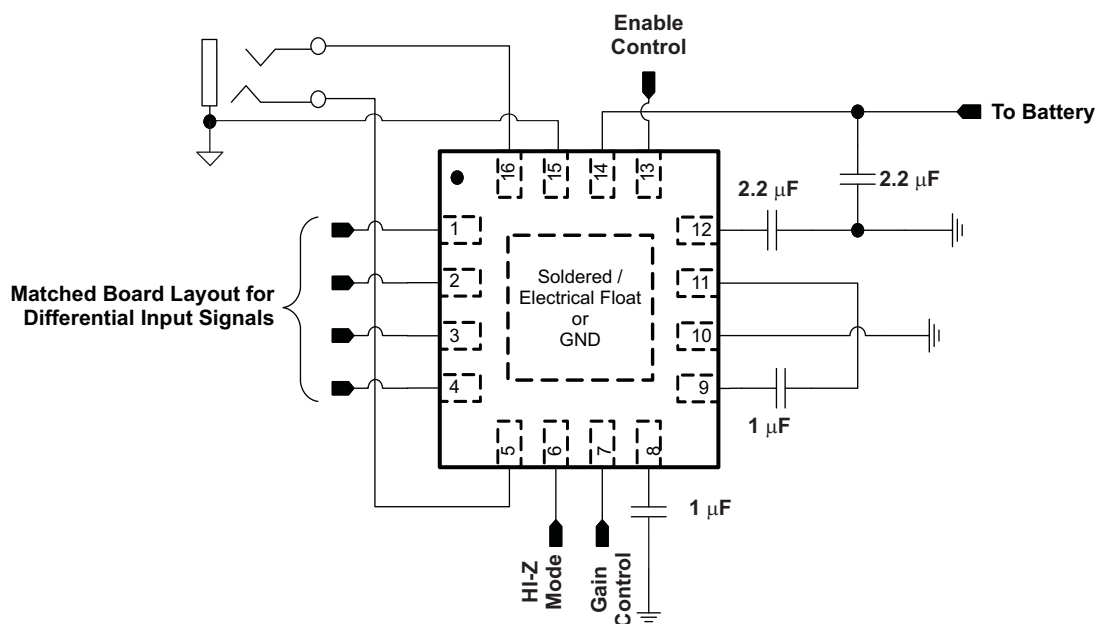 Enable
Control
To Battery
16
15
14
13
2.2 μF
2.2 μF
1
12
2
11
Soldered /
Electrical Float
or
GND
Matched Board Layout for
Differential Input Signals
3
10
4
9
1 μF
5
6
7
8
1 μF
HI-Z
Mode
Gain
Control